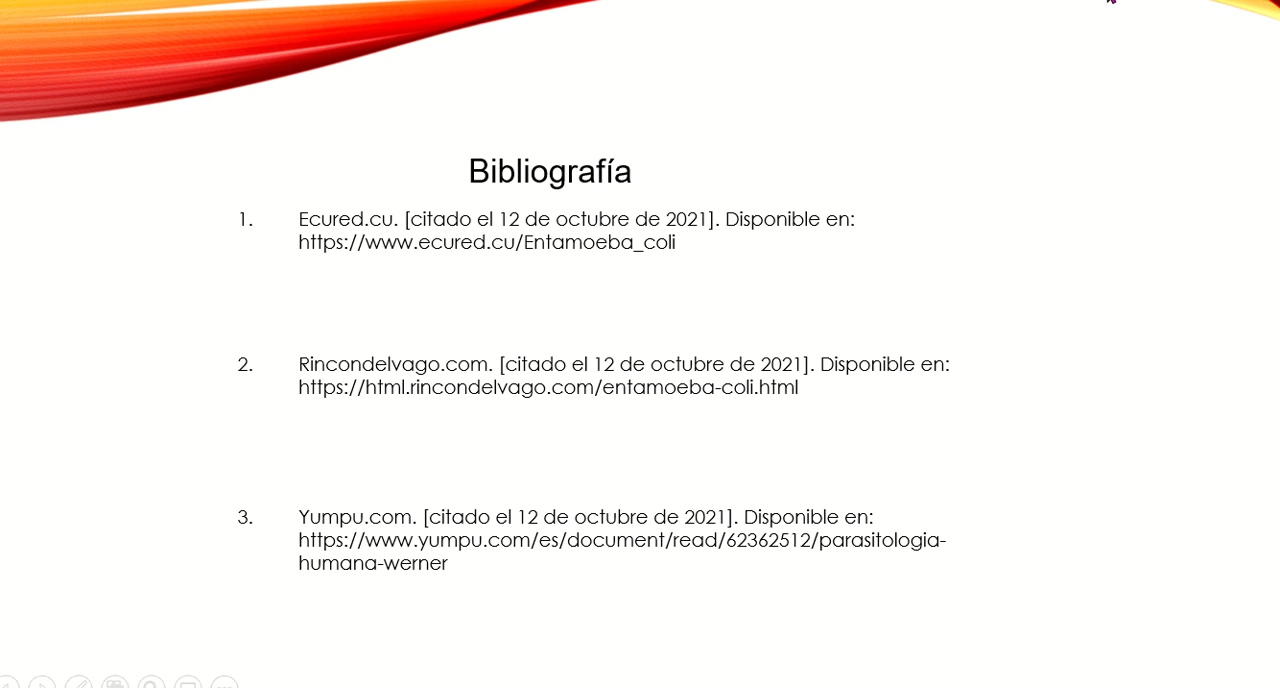 Bibliografía
1. Ecured.cu. [citado el 12 de octubre de 2021]. Disponible en:
https://www.ecured.cu/Entamoeba_coli
2. Rincondelvago.com. [citado el 12 de octubre de 2021]. Disponible en:
https://html.rincondelvago.com/entamoeba-coli.html
3. Yumpu.com. [citado el 12 de octubre de 2021]. Disponible en:
https://www.yumpu.com/es/document/read/62362512/parasitologia-
humana-werner